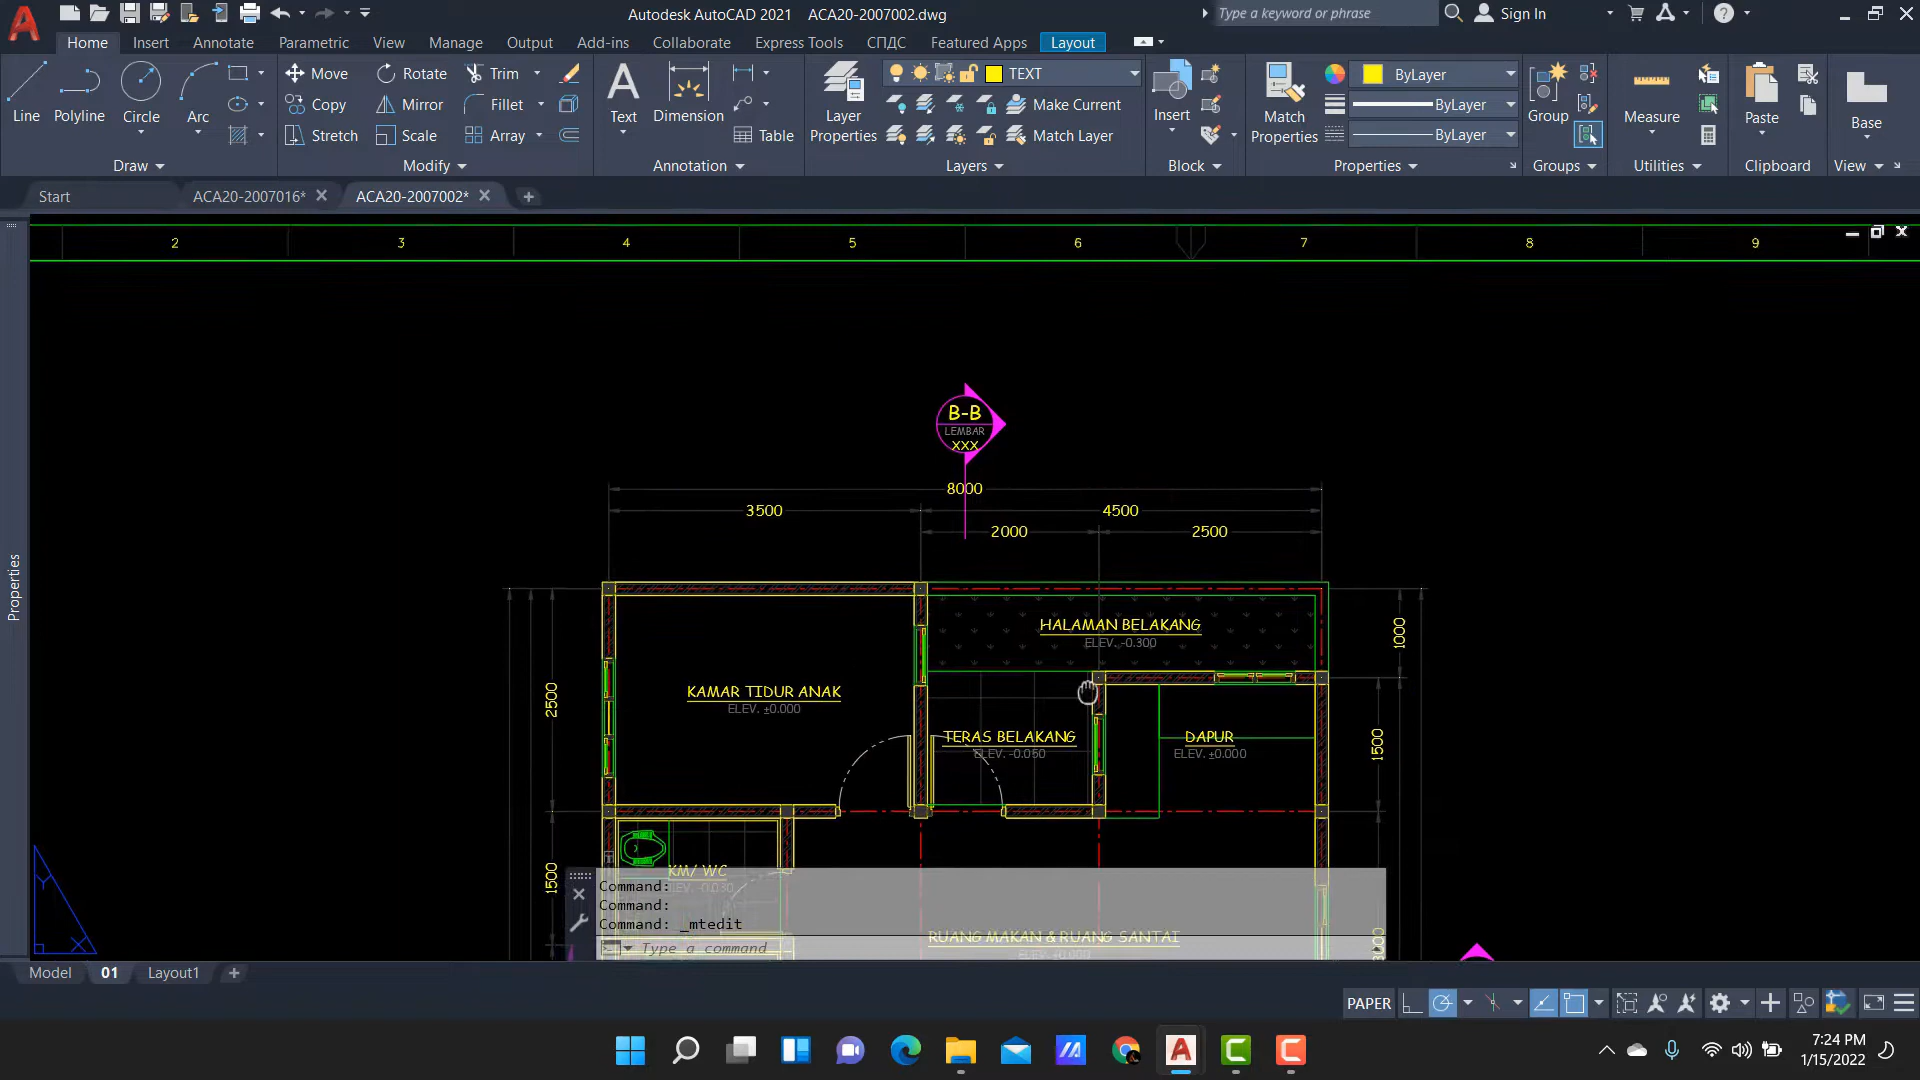 Autodesk AutoCAD 2021 ACA20-2007002.dwg
Type a keyword or phrase
Sign In
Home Insert Annotate Parametric View Manage Output Add-ins Collaborate Express Tools СПДС Featured Apps Layout
Line Polyline Circle Arc
Move Rotate Trim
Copy Mirror Fillet
Stretch Scale Array
Text Dimension Table
Layer Properties
TEXT
Make Current
Match Layer
Insert
Match Properties
ByLayer
ByLayer
ByLayer
Group
Measure
Paste
Base
Draw Modify Annotation Layers Block Properties Groups Utilities Clipboard View
Start ACA20-2007016* ACA20-2007002*
2 3 4 5 6 7 8 9
Properties
B-B
LEMBAR
XXX
8000
3500 4500
2000 2500
HALAMAN BELAKANG
ELEV. -0.300
1000
KAMAR TIDUR ANAK
ELEV. ±0.000
2500
TERAS BELAKANG
ELEV. -0.050
DAPUR
ELEV. ±0.000
1500
1500
KM/ WC
ELEV. -0.030
Command:
Command:
Command: _mtedit
Type a command
RUANG MAKAN & RUANG SANTAI
ELEV. ±0.000
Y
X
Model 01 Layout1
PAPER
7:24 PM
1/15/2022